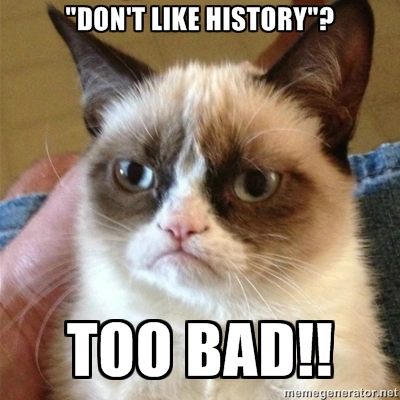 "DON'T LIKE HISTORY"?
TOO BAD!!
memegenerator.net